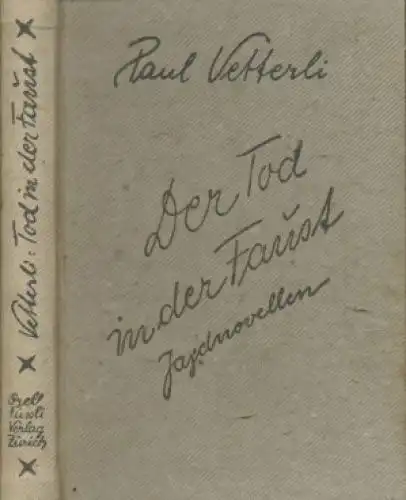 Paul Vetterli
Der Tod
in der Faust
Jagdnovellen
Vetterli: Tod in der Faust
Orell
Füssli
Verlag
Zürich